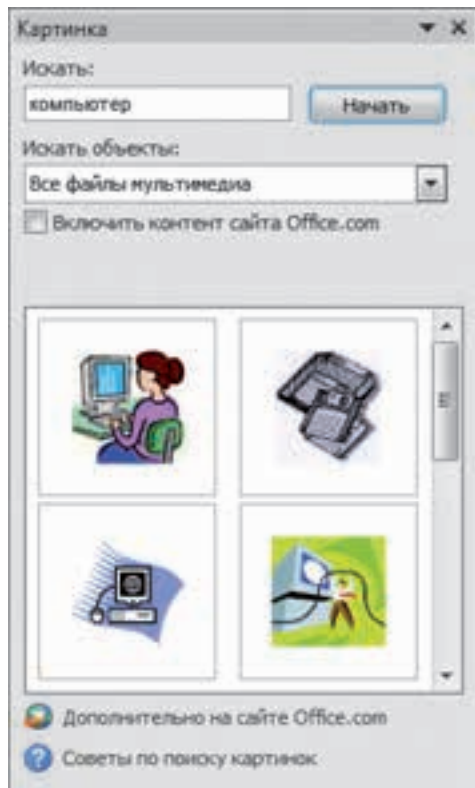 Картинка
Искать:
компьютер
Начать
Искать объекты:
Все файлы мультимедиа
Включить контент сайта Office.com
Дополнительно на сайте Office.com
Советы по поиску картинок